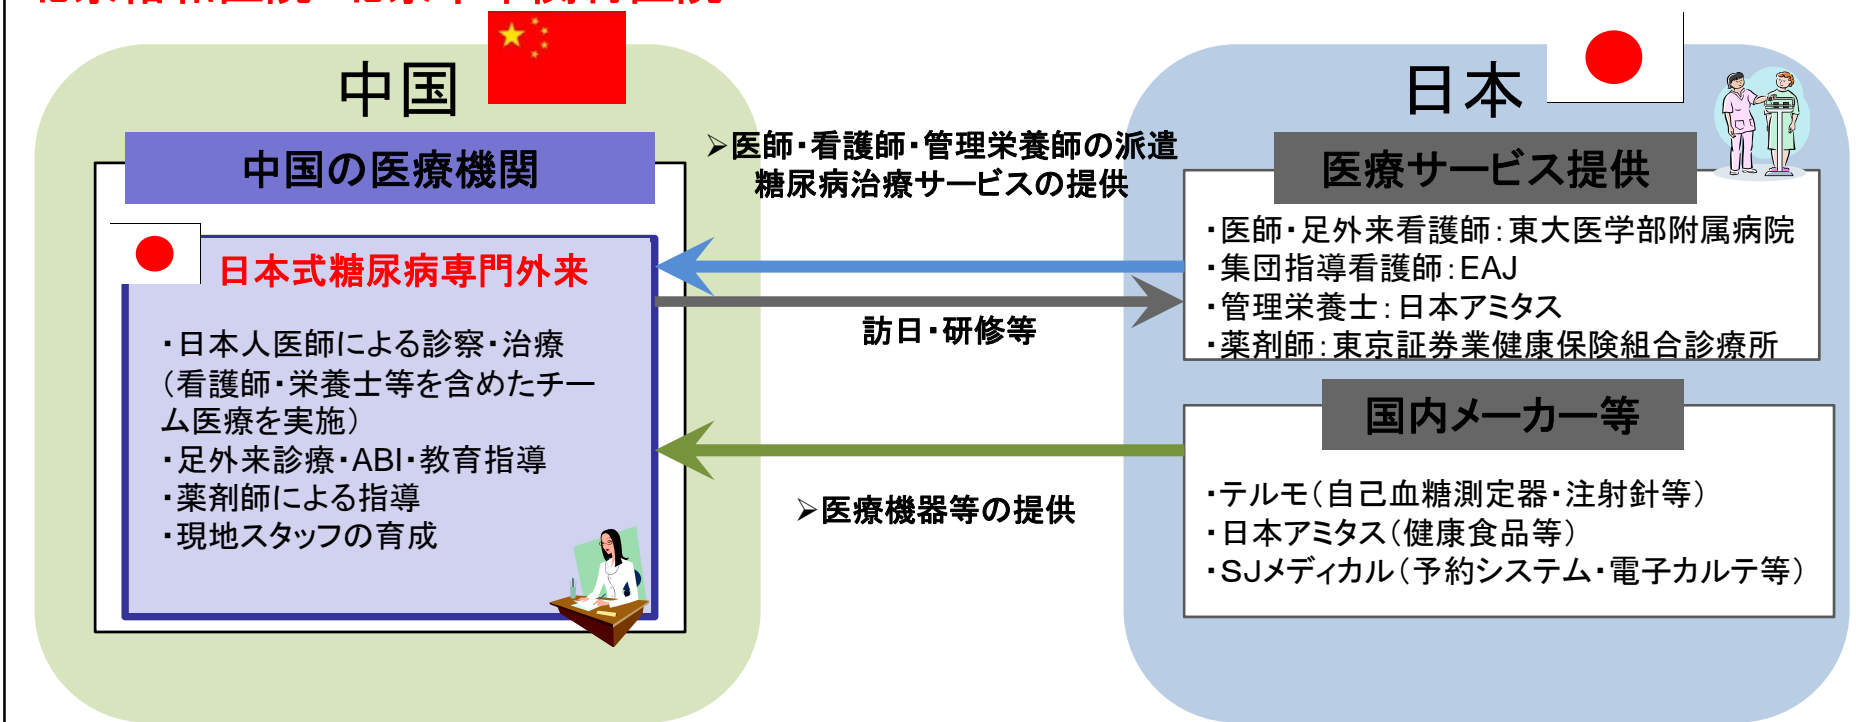 中国
中国の医療機関
日本式糖尿病専門外来
・日本人医師による診察・治療
（看護師・栄養士等を含めたチー
ム医療を実施）
・足外来診療・ABI・教育指導
・薬剤師による指導
・現地スタッフの育成
➢医師・看護師・管理栄養師の派遣
糖尿病治療サービスの提供
訪日・研修等
➢医療機器等の提供
日本
医療サービス提供
・医師・足外来看護師：東大医学部附属病院
・集団指導看護師：EAJ
・管理栄養士：日本アミタス
・薬剤師：東京証券業健康保険組合診療所
国内メーカー等
・テルモ（自己血糖測定器・注射針等）
・日本アミタス（健康食品等）
・SJメディカル（予約システム・電子カルテ等）